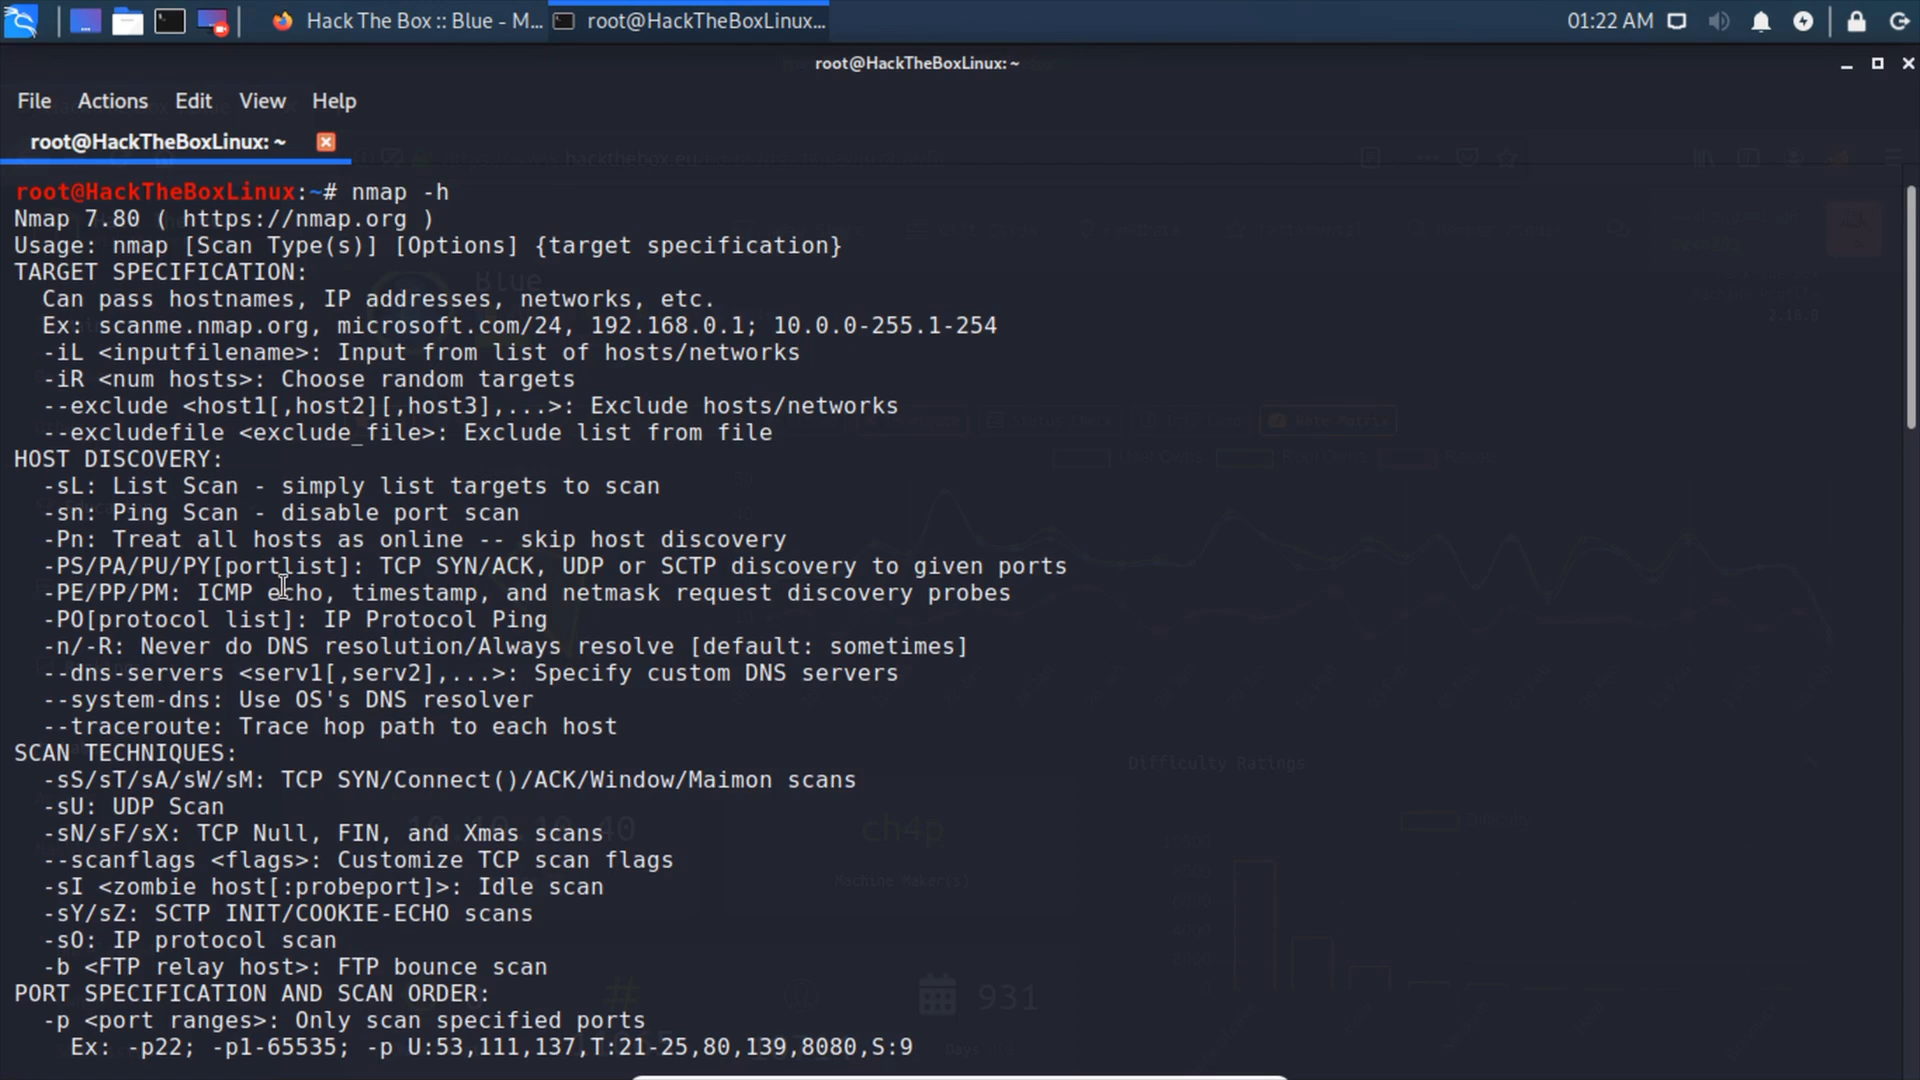 Hack The Box :: Blue - M...
root@HackTheBoxLinux...
01:22 AM
root@HackTheBoxLinux: ~
File Actions Edit View Help
root@HackTheBoxLinux: ~
root@HackTheBoxLinux:~# nmap -h
Nmap 7.80 ( https://nmap.org )
Usage: nmap [Scan Type(s)] [Options] {target specification}
TARGET SPECIFICATION:
  Can pass hostnames, IP addresses, networks, etc.
  Ex: scanme.nmap.org, microsoft.com/24, 192.168.0.1; 10.0.0-255.1-254
  -iL <inputfilename>: Input from list of hosts/networks
  -iR <num hosts>: Choose random targets
  --exclude <host1[,host2][,host3],...>: Exclude hosts/networks
  --excludefile <exclude_file>: Exclude list from file
HOST DISCOVERY:
  -sL: List Scan - simply list targets to scan
  -sn: Ping Scan - disable port scan
  -Pn: Treat all hosts as online -- skip host discovery
  -PS/PA/PU/PY[portlist]: TCP SYN/ACK, UDP or SCTP discovery to given ports
  -PE/PP/PM: ICMP echo, timestamp, and netmask request discovery probes
  -PO[protocol list]: IP Protocol Ping
  -n/-R: Never do DNS resolution/Always resolve [default: sometimes]
  --dns-servers <serv1[,serv2],...>: Specify custom DNS servers
  --system-dns: Use OS's DNS resolver
  --traceroute: Trace hop path to each host
SCAN TECHNIQUES:
  -sS/sT/sA/sW/sM: TCP SYN/Connect()/ACK/Window/Maimon scans
  -sU: UDP Scan
  -sN/sF/sX: TCP Null, FIN, and Xmas scans
  --scanflags <flags>: Customize TCP scan flags
  -sI <zombie host[:probeport]>: Idle scan
  -sY/sZ: SCTP INIT/COOKIE-ECHO scans
  -sO: IP protocol scan
  -b <FTP relay host>: FTP bounce scan
PORT SPECIFICATION AND SCAN ORDER:
  -p <port ranges>: Only scan specified ports
    Ex: -p22; -p1-65535; -p U:53,111,137,T:21-25,80,139,8080,S:9
Blue
Difficulty Ratings
ch4p
Machine Maker(s)
931
Days